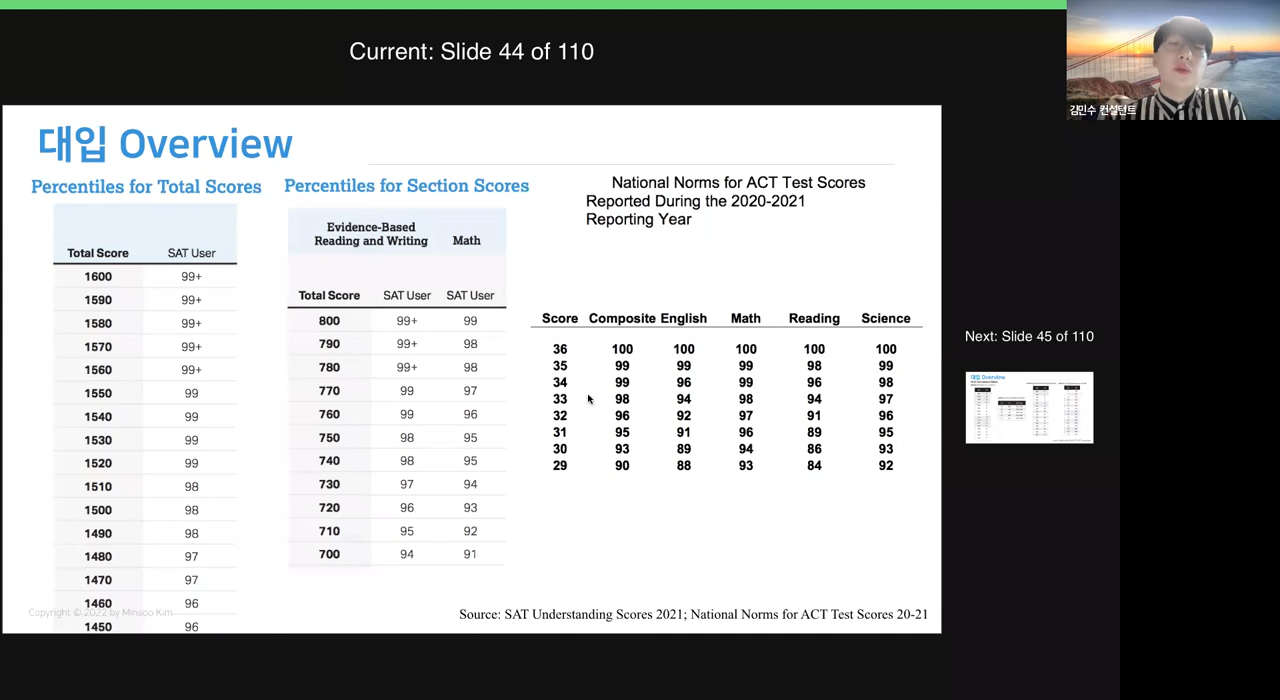 Current: Slide 44 of 110
김민수 컨설턴트
대입 Overview
Percentiles for Total Scores
Total Score SAT User
1600 99+
1590 99+
1580 99+
1570 99+
1560 99+
1550 99
1540 99
1530 99
1520 99
1510 98
1500 98
1490 98
1480 97
1470 97
1460 96
1450 96
Copyright © 2022 by Minsoo Kim
Percentiles for Section Scores
Evidence-Based
Reading and Writing Math
Total Score SAT User SAT User
800 99+ 99
790 99+ 98
780 99+ 98
770 99 97
760 99 96
750 98 95
740 98 95
730 97 94
720 96 93
710 95 92
700 94 91
National Norms for ACT Test Scores
Reported During the 2020-2021
Reporting Year
Score Composite English Math Reading Science
36 100 100 100 100 100
35 99 99 99 98 99
34 99 96 99 96 98
33 98 94 98 94 97
32 96 92 97 91 96
31 95 91 96 89 95
30 93 89 94 86 93
29 90 88 93 84 92
Source: SAT Understanding Scores 2021; National Norms for ACT Test Scores 20-21
Next: Slide 45 of 110
대입 Overview